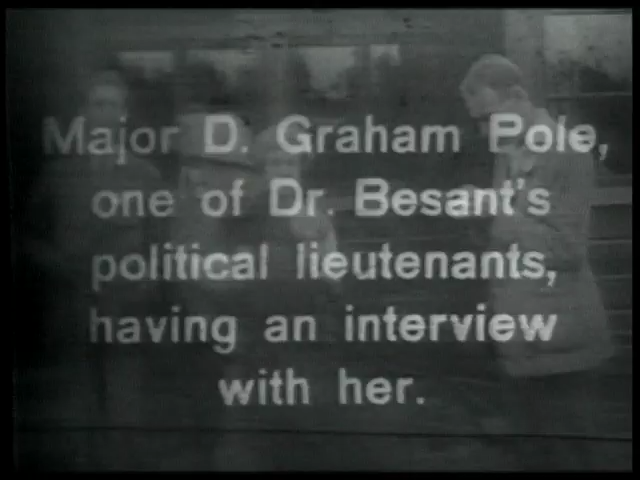 Major D. Graham Pole,
one of Dr. Besant's
political lieutenants,
having an interview
with her.